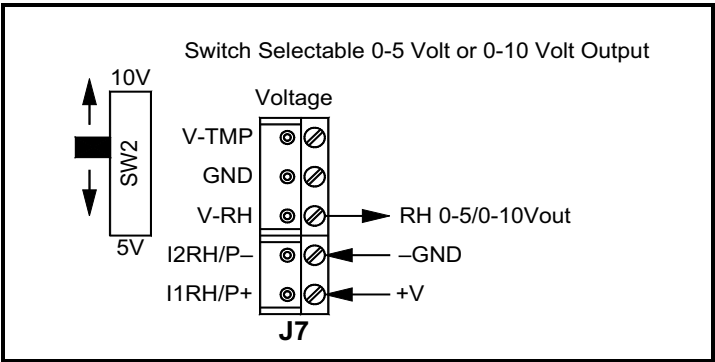 Switch Selectable 0-5 Volt or 0-10 Volt Output
10V
SW2
5V
Voltage
V-TMP
GND
V-RH
RH 0-5/0-10Vout
I2RH/P–
–GND
I1RH/P+
+V
J7